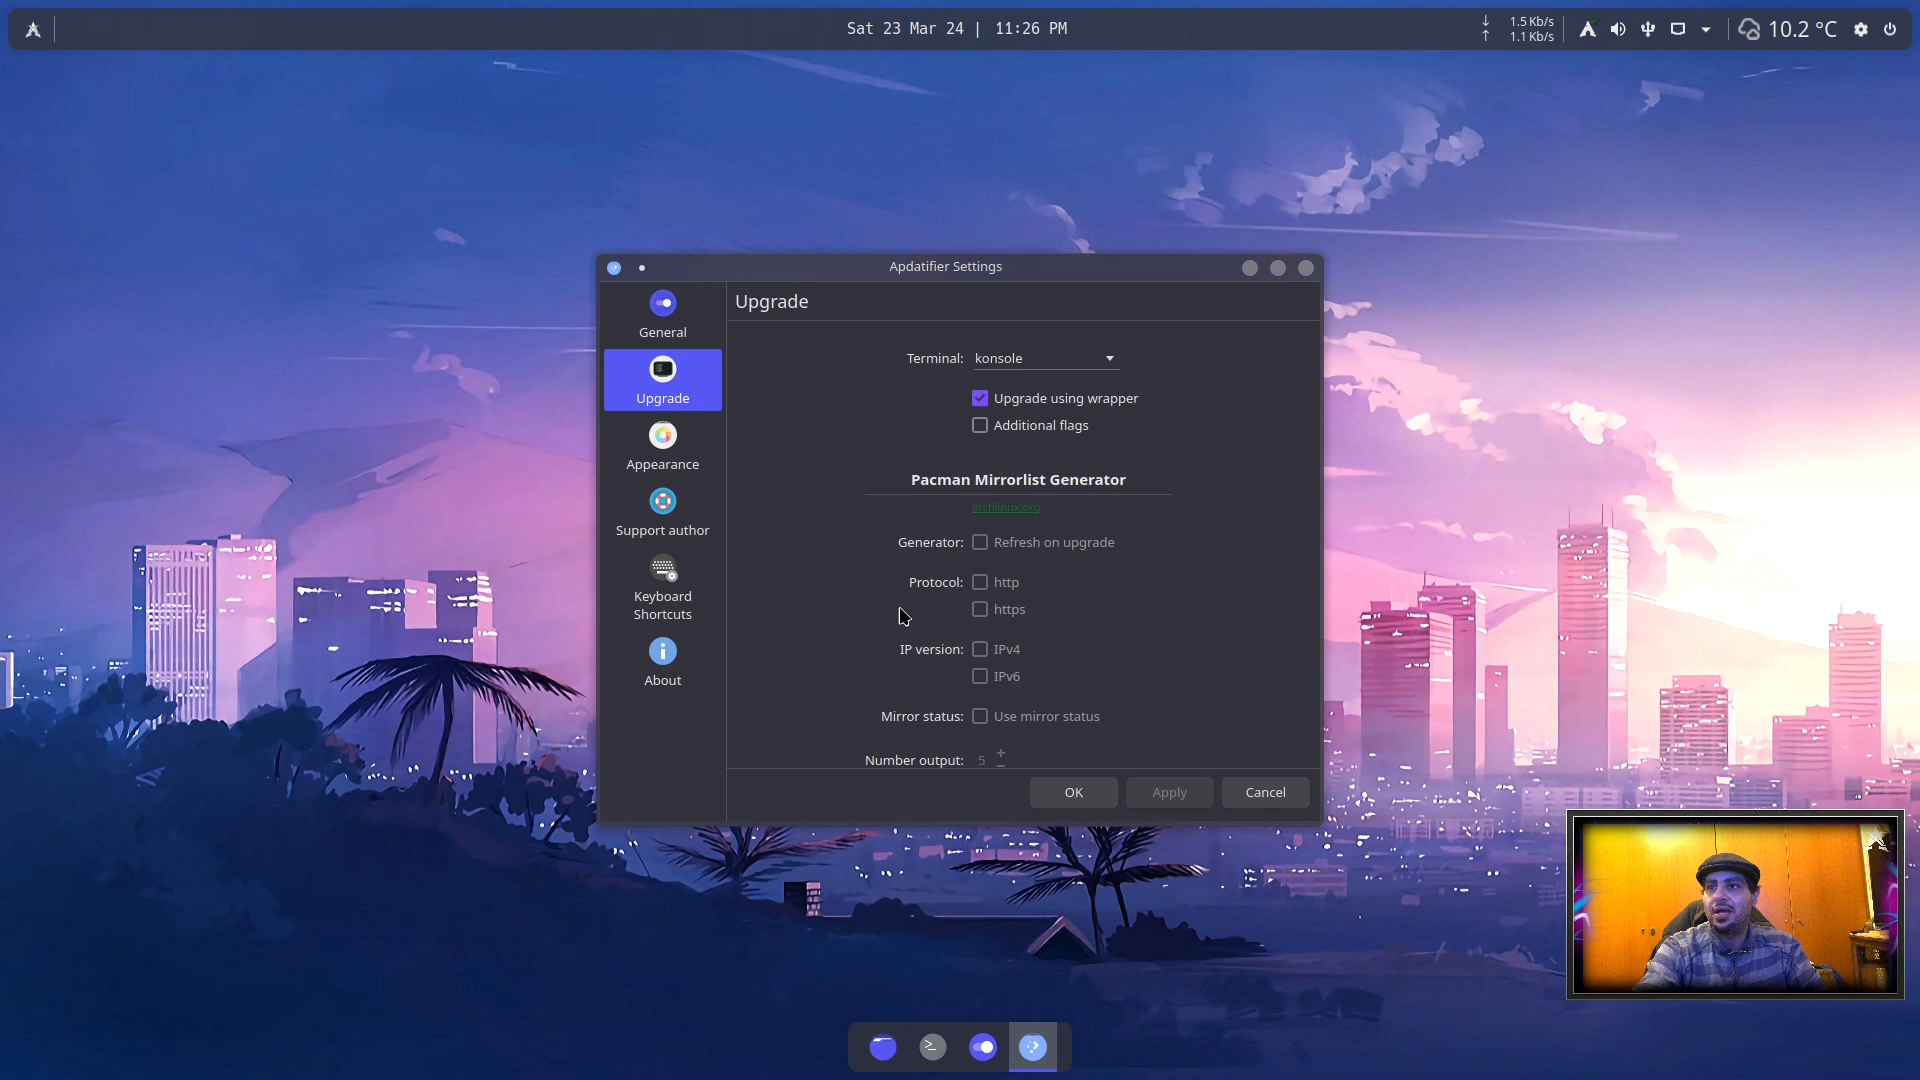 Sat 23 Mar 24 | 11:26 PM
↓ 1.5 Kb/s
↑ 1.1 Kb/s
10.2 °C
Apdatifier Settings
General
Upgrade
Appearance
Support author
Keyboard
Shortcuts
About
Upgrade
Terminal: konsole
Upgrade using wrapper
Additional flags
Pacman Mirrorlist Generator
archlinux.org
Generator: Refresh on upgrade
Protocol: http
https
IP version: IPv4
IPv6
Mirror status: Use mirror status
Number output: 5 + −
OK Apply Cancel